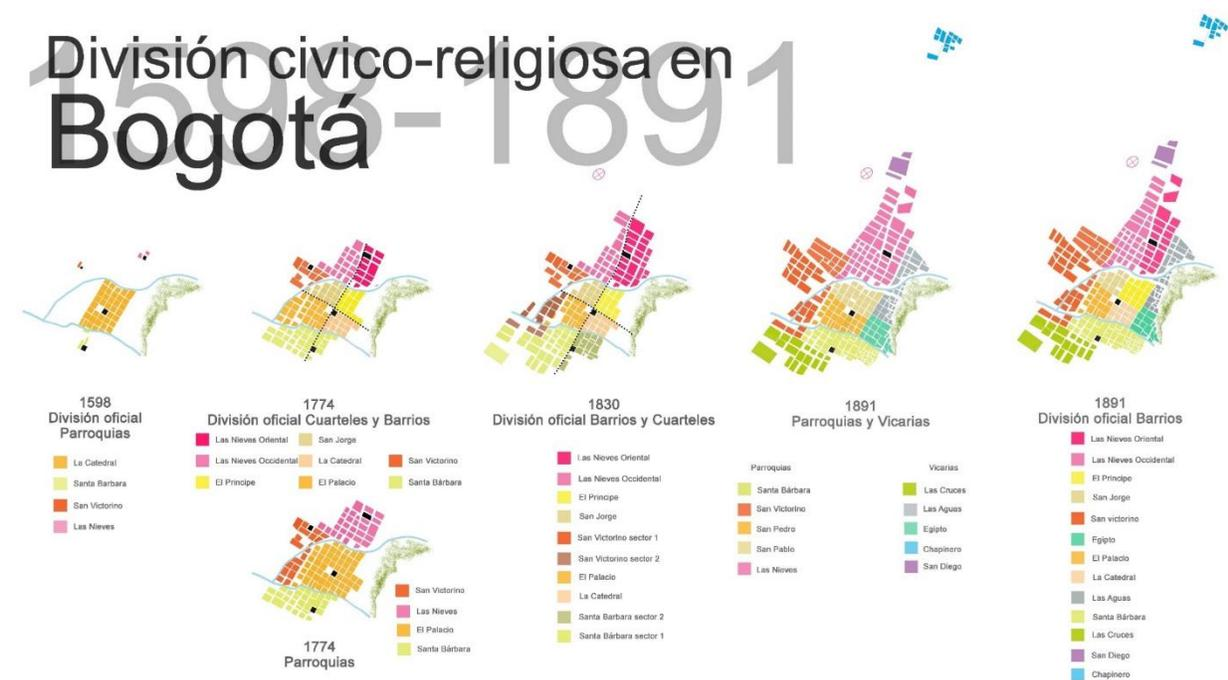 División civico-religiosa en
1598-1891
Bogotá
1598
División oficial
Parroquias
La Catedral
Santa Barbara
San Victorino
Las Nieves
1774
División oficial Cuarteles y Barrios
Las Nieves Oriental
San Jorge
Las Nieves Occidental
La Catedral
San Victorino
El Principe
El Palacio
Santa Bárbara
San Victorino
Las Nieves
El Palacio
Santa Bárbara
1774
Parroquias
1830
División oficial Barrios y Cuarteles
Las Nieves Oriental
Las Nieves Occidental
El Principe
San Jorge
San Victorino sector 1
San Victorino sector 2
El Palacio
La Catedral
Santa Barbara sector 2
Santa Bárbara sector 1
1891
Parroquias y Vicarias
Parroquias
Santa Bárbara
San Victorino
San Pedro
San Pablo
Las Nieves
Vicarias
Las Cruces
Las Aguas
Egipto
Chapinero
San Diego
1891
División oficial Barrios
Las Nieves Oriental
Las Nieves Occidental
El Principe
San Jorge
San victorino
Egipto
El Palacio
La Catedral
Las Aguas
Santa Bárbara
Las Cruces
San Diego
Chapinero